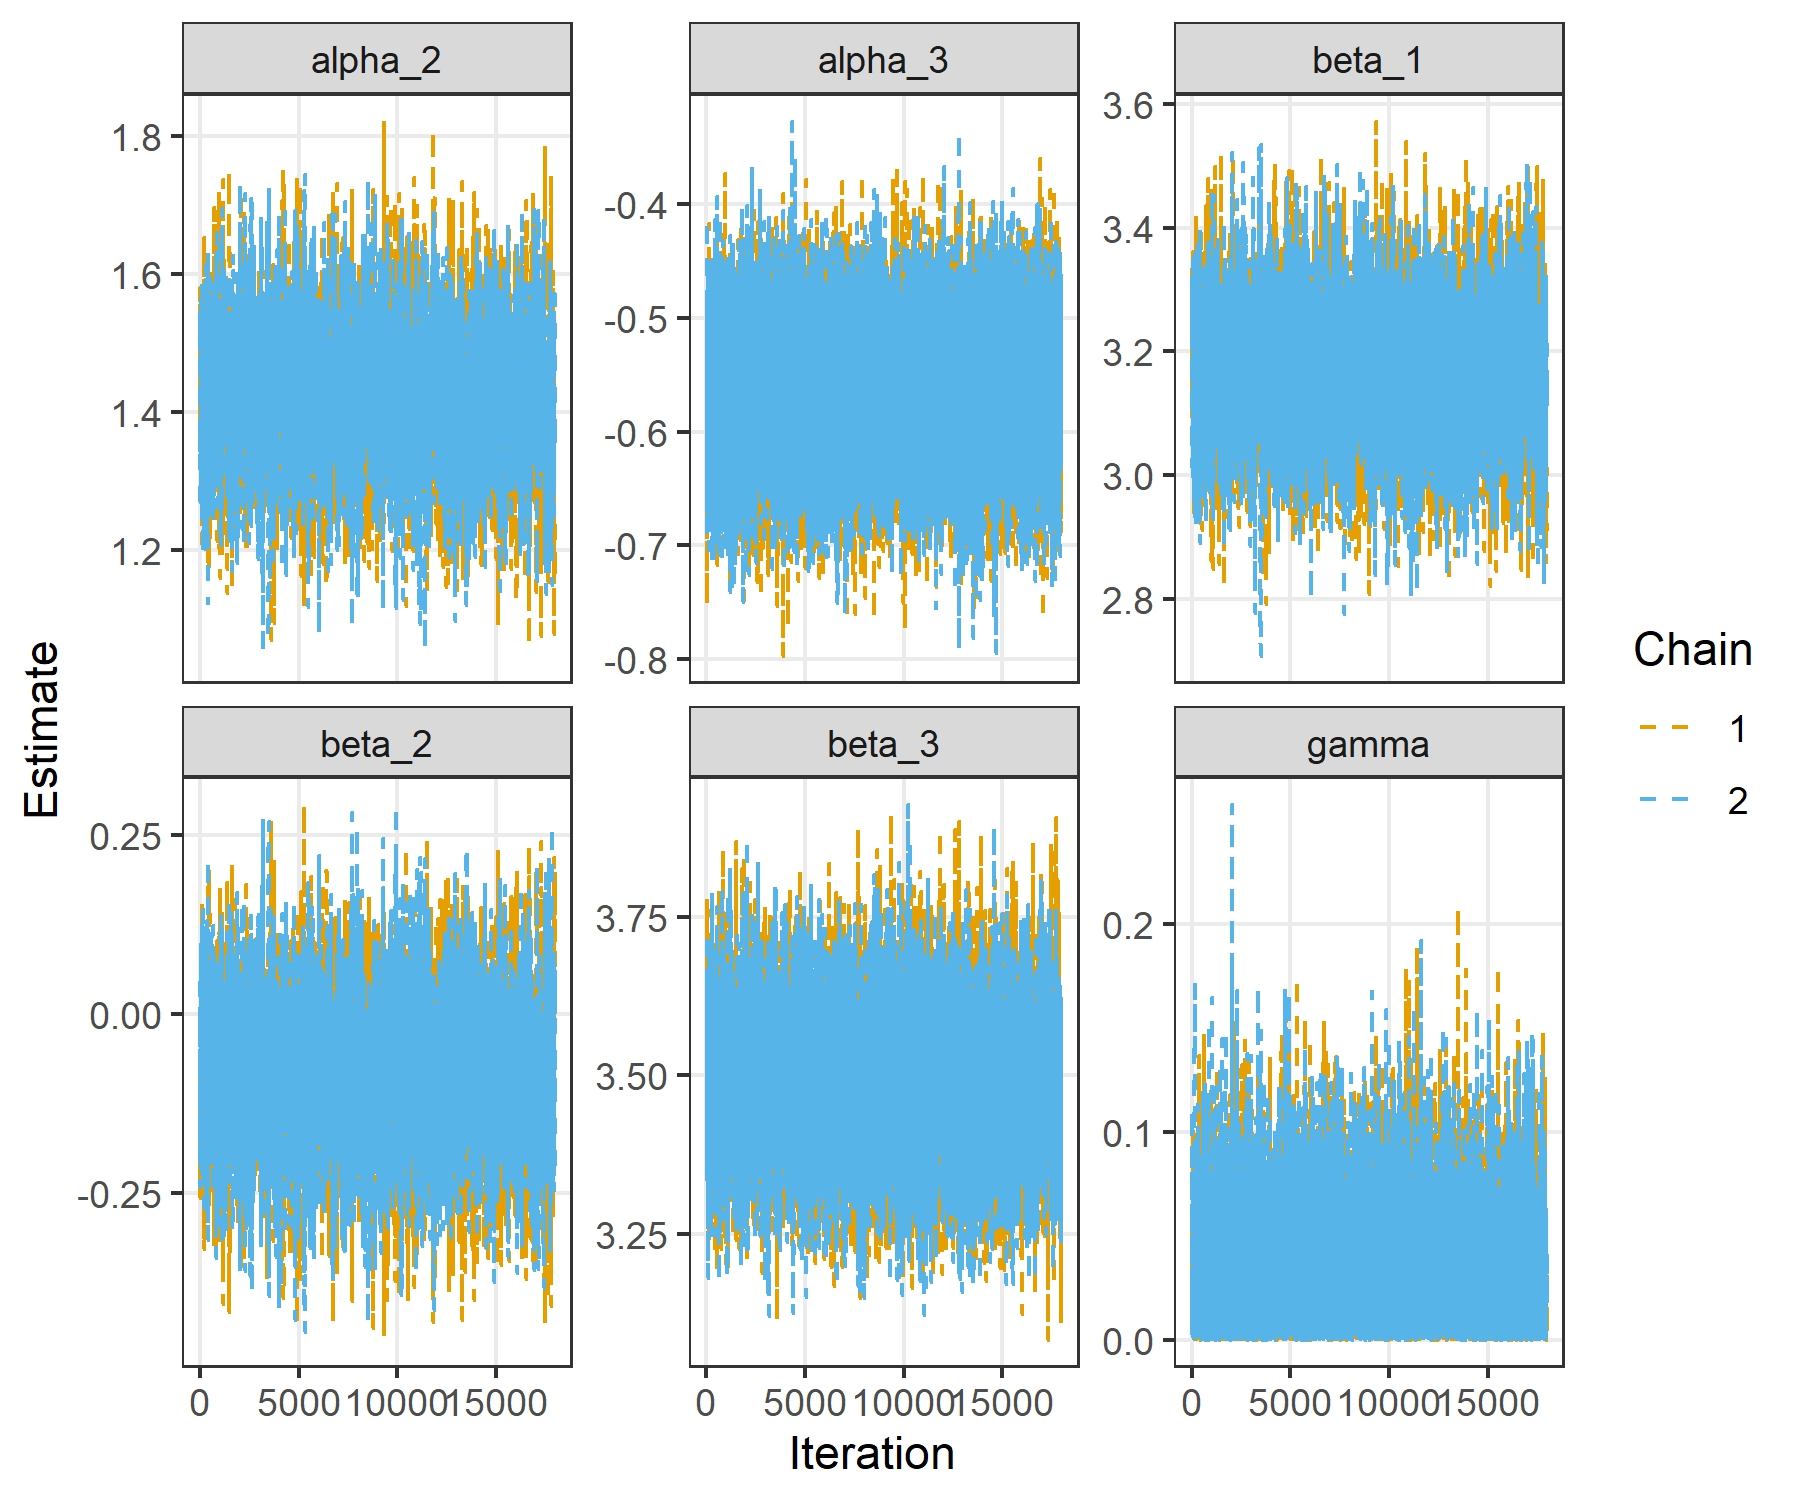 alpha_2
alpha_3
beta_1
1.8
1.6
1.4
1.2
-0.4
-0.5
-0.6
-0.7
-0.8
3.6
3.4
3.2
3.0
2.8
Estimate
Chain
1
2
beta_2
beta_3
gamma
0.25
0.00
-0.25
3.75
3.50
3.25
0.2
0.1
0.0
0 5000 10000 15000
0 5000 10000 15000
0 5000 10000 15000
Iteration